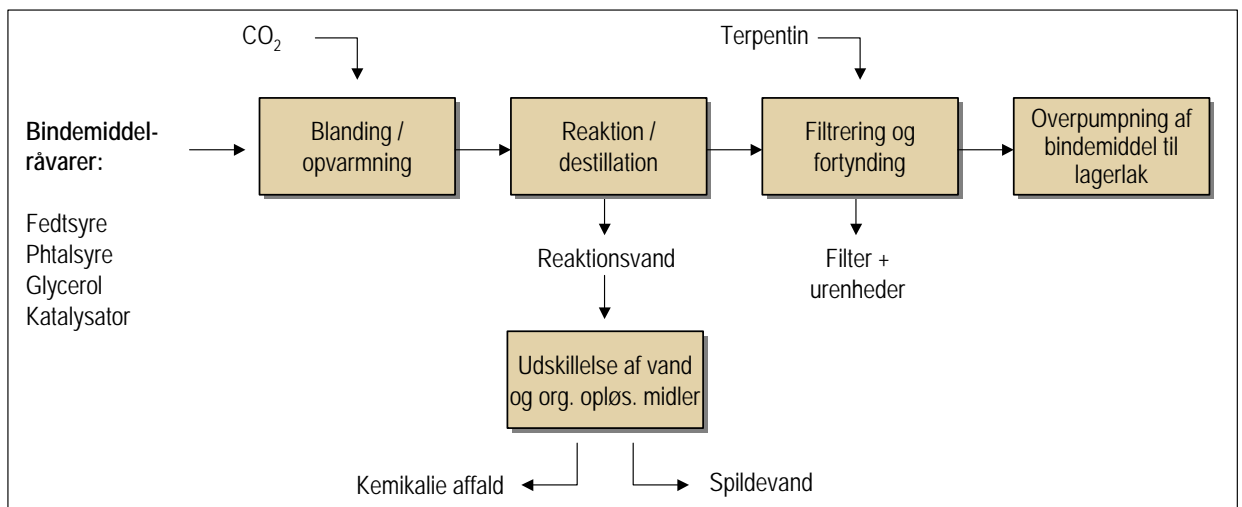 CO₂
Terpentin
Bindemiddel-
råvarer:
Fedtsyre
Phtalsyre
Glycerol
Katalysator
Blanding /
opvarmning
Reaktion /
destillation
Filtrering og
fortynding
Overpumpning af
bindemiddel til
lagerlak
Reaktionsvand
Filter +
urenheder
Udskillelse af vand
og org. opløs. midler
Kemikalie affald
Spildevand